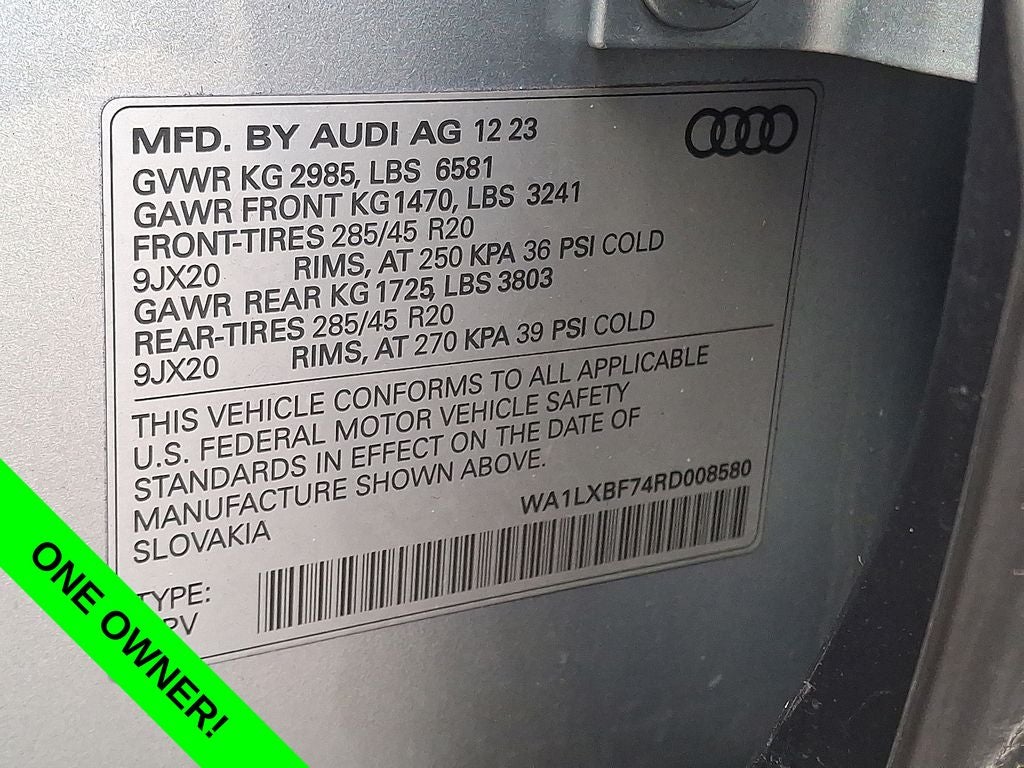 MFD. BY AUDI AG 12 23
GVWR KG 2985, LBS 6581
GAWR FRONT KG 1470, LBS 3241
FRONT-TIRES 285/45 R20
9JX20 RIMS, AT 250 KPA 36 PSI COLD
GAWR REAR KG 1725, LBS 3803
REAR-TIRES 285/45 R20
9JX20 RIMS, AT 270 KPA 39 PSI COLD
THIS VEHICLE CONFORMS TO ALL APPLICABLE
U.S. FEDERAL MOTOR VEHICLE SAFETY
STANDARDS IN EFFECT ON THE DATE OF
MANUFACTURE SHOWN ABOVE.
SLOVAKIA WA1LXBF74RD008580
TYPE:
ONE OWNER!